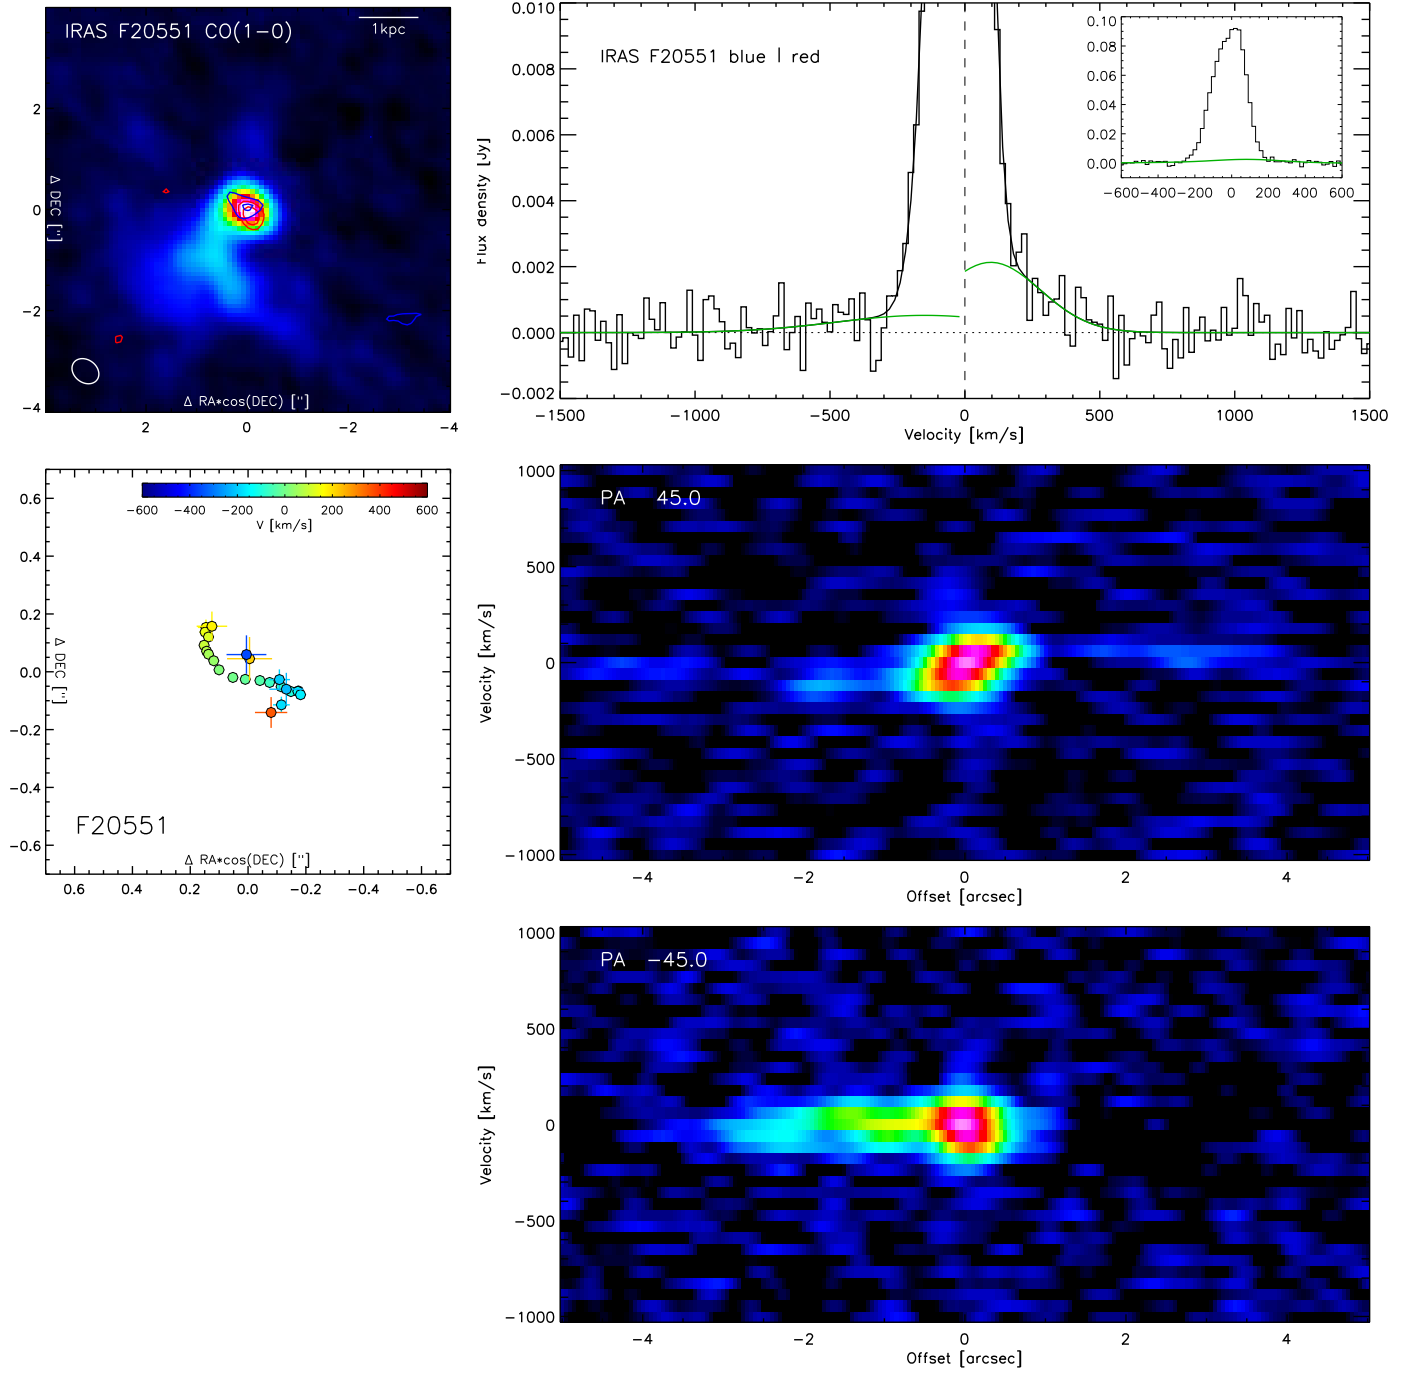 IRAS F20551 CO(1−0)
1kpc
2
0
−2
−4
Δ DEC ["]
Δ RA*cos(DEC) ["]
2 0 −2 −4
IRAS F20551 blue | red
0.010
0.008
0.006
0.004
0.002
0.000
−0.002
Flux density [Jy]
−1500 −1000 −500 0 500 1000 1500
Velocity [km/s]
0.10
0.08
0.06
0.04
0.02
0.00
−600 −400 −200 0 200 400 600
−600 −400 −200 0 200 400 600
V [km/s]
0.6
0.4
0.2
0.0
−0.2
−0.4
−0.6
Δ DEC ["]
F20551
Δ RA*cos(DEC) ["]
0.6 0.4 0.2 0.0 −0.2 −0.4 −0.6
PA 45.0
1000
500
0
−500
−1000
Velocity [km/s]
−4 −2 0 2 4
Offset [arcsec]
PA −45.0
1000
500
0
−500
−1000
Velocity [km/s]
−4 −2 0 2 4
Offset [arcsec]